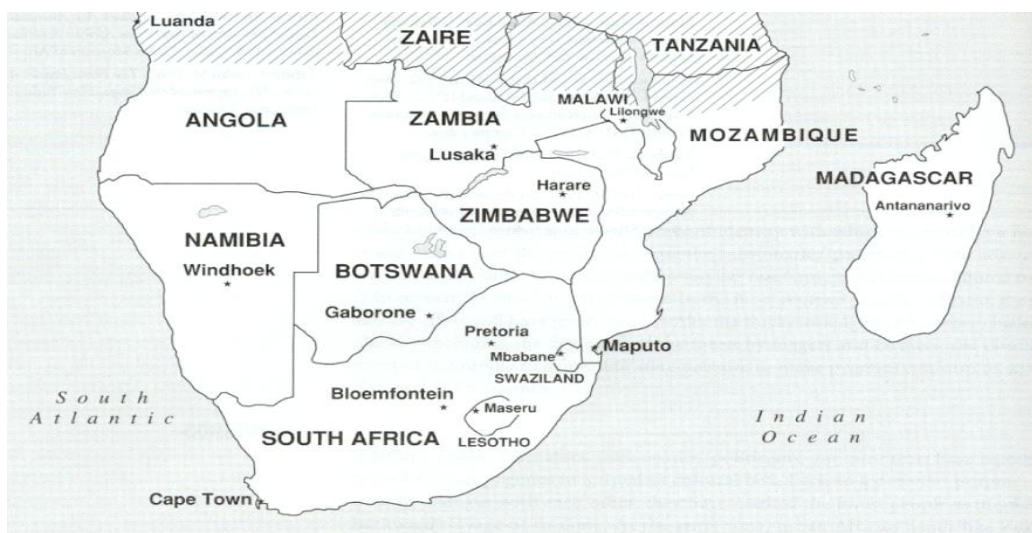 Luanda
ZAIRE
TANZANIA
MALAWI
Lilongwe
ANGOLA
ZAMBIA
Lusaka
MOZAMBIQUE
MADAGASCAR
Antananarivo
Harare
ZIMBABWE
NAMIBIA
Windhoek
BOTSWANA
Gaborone
Pretoria
Mbabane
Maputo
SWAZILAND
Bloemfontein
Maseru
SOUTH AFRICA
LESOTHO
Cape Town
South
Atlantic
Indian
Ocean